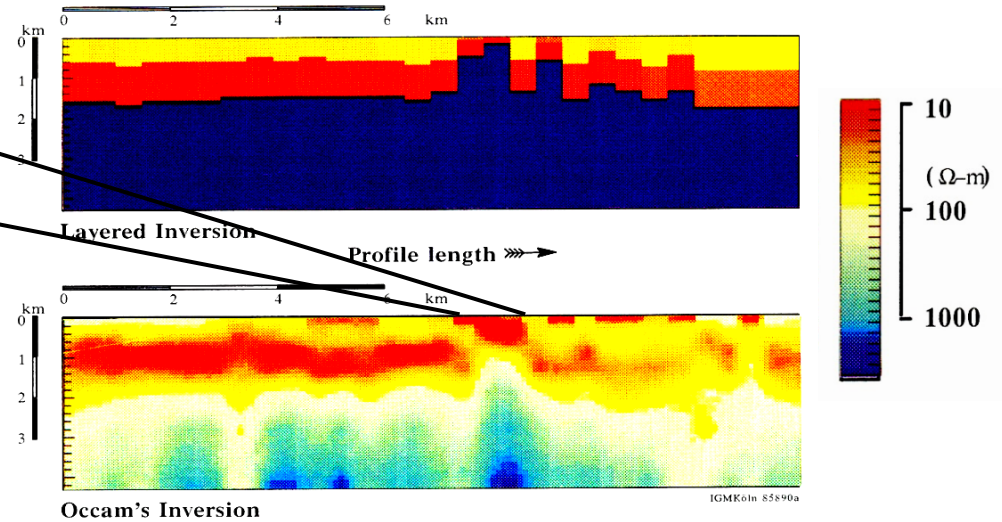 0 2 4 6 km
km
0
1
2
3
Layered Inversion
Profile length
0 2 4 6 km
km
0
1
2
3
Occam's Inversion
IGMKöln 85890a
10
(Ω-m)
100
1000